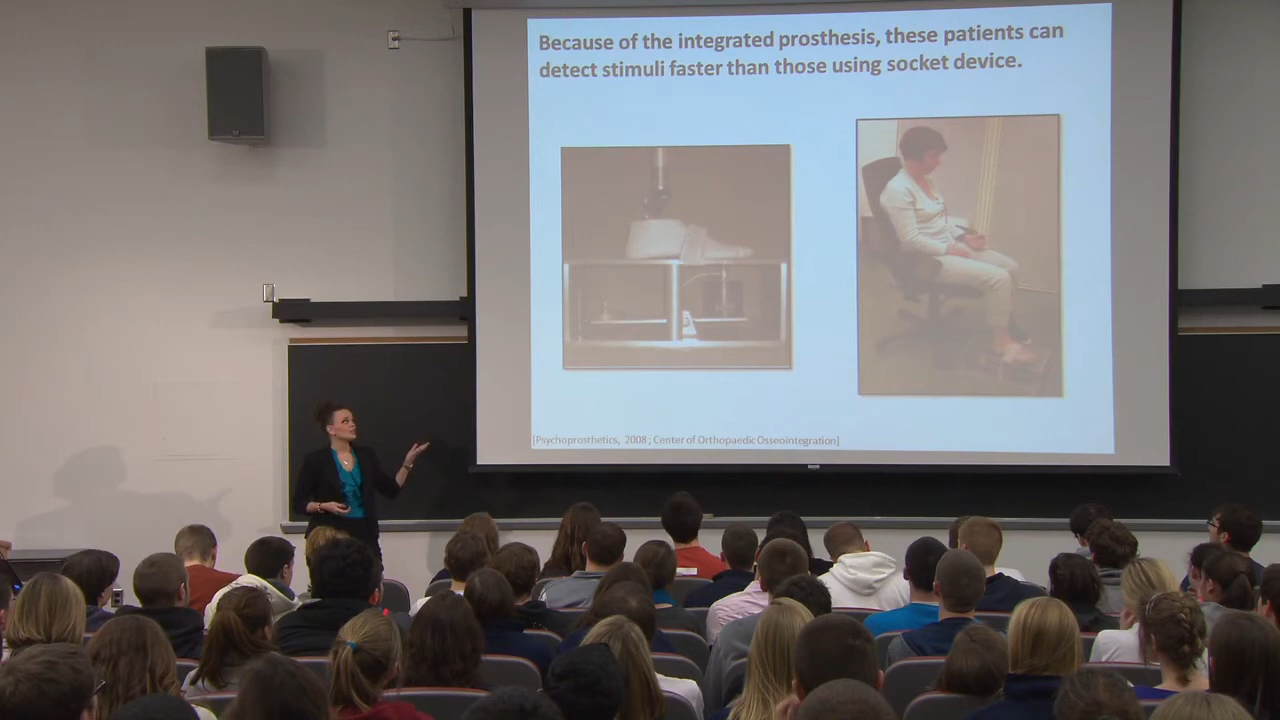 Because of the integrated prosthesis, these patients can
detect stimuli faster than those using socket device.
[Psychoprosthetics, 2008; Center of Orthopaedic Osseointegration]